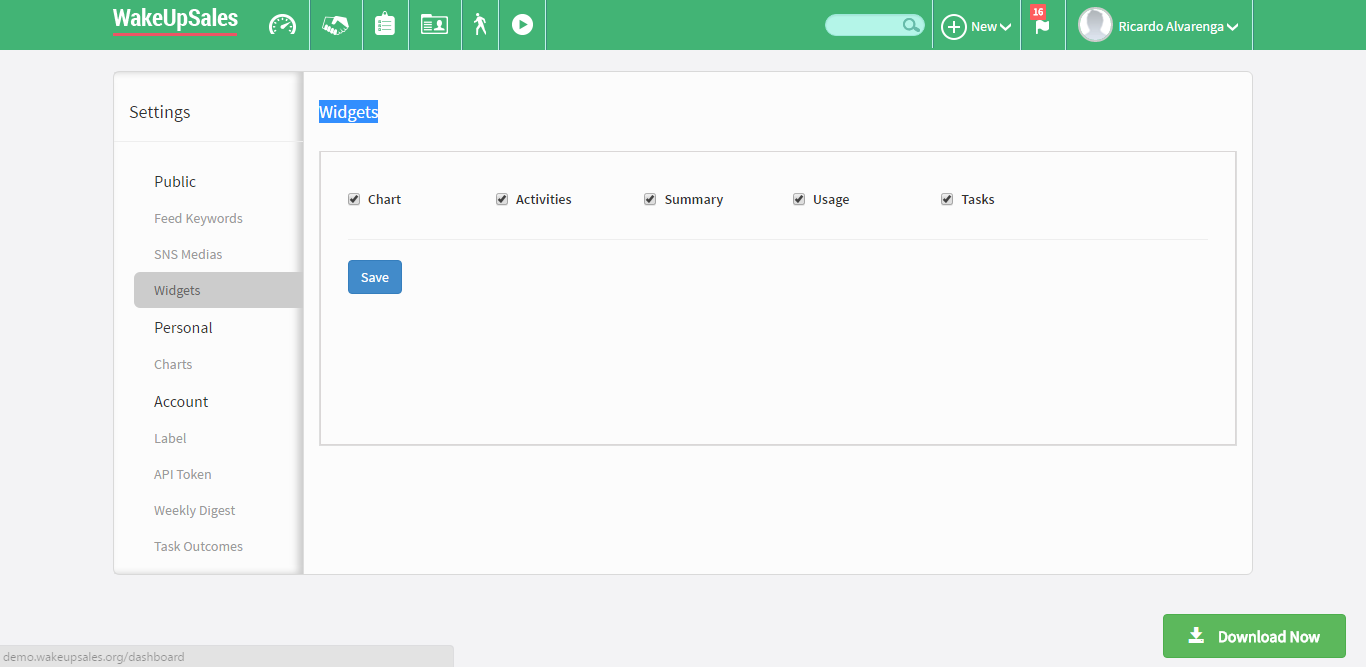 WakeUpSales
New
16
Ricardo Alvarenga
Settings
Public
Feed Keywords
SNS Medias
Widgets
Personal
Charts
Account
Label
API Token
Weekly Digest
Task Outcomes
Widgets
Chart Activities Summary Usage Tasks
Save
Download Now
demo.wakeupsales.org/dashboard